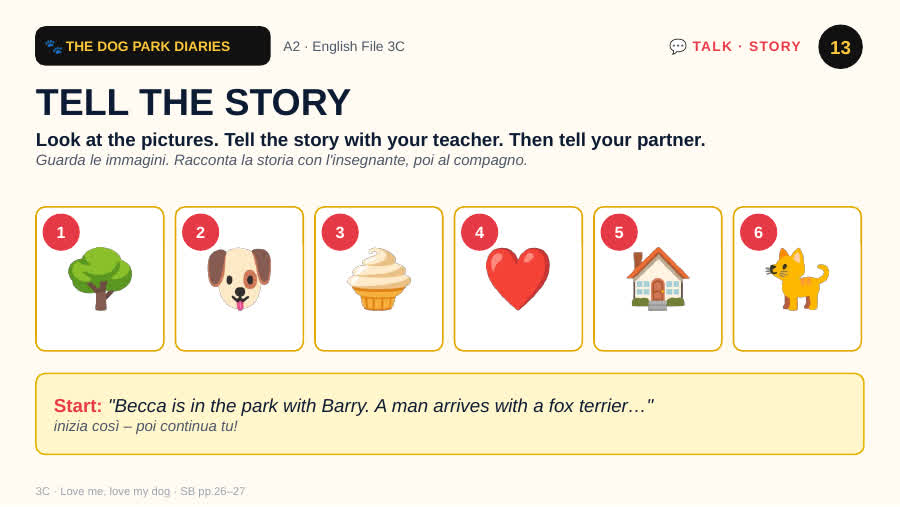 THE DOG PARK DIARIES
A2 · English File 3C
TALK · STORY
13
TELL THE STORY
Look at the pictures. Tell the story with your teacher. Then tell your partner.
Guarda le immagini. Racconta la storia con l'insegnante, poi al compagno.
1
2
3
4
5
6
Start: "Becca is in the park with Barry. A man arrives with a fox terrier…"
inizia così – poi continua tu!
3C · Love me, love my dog · SB pp.26–27